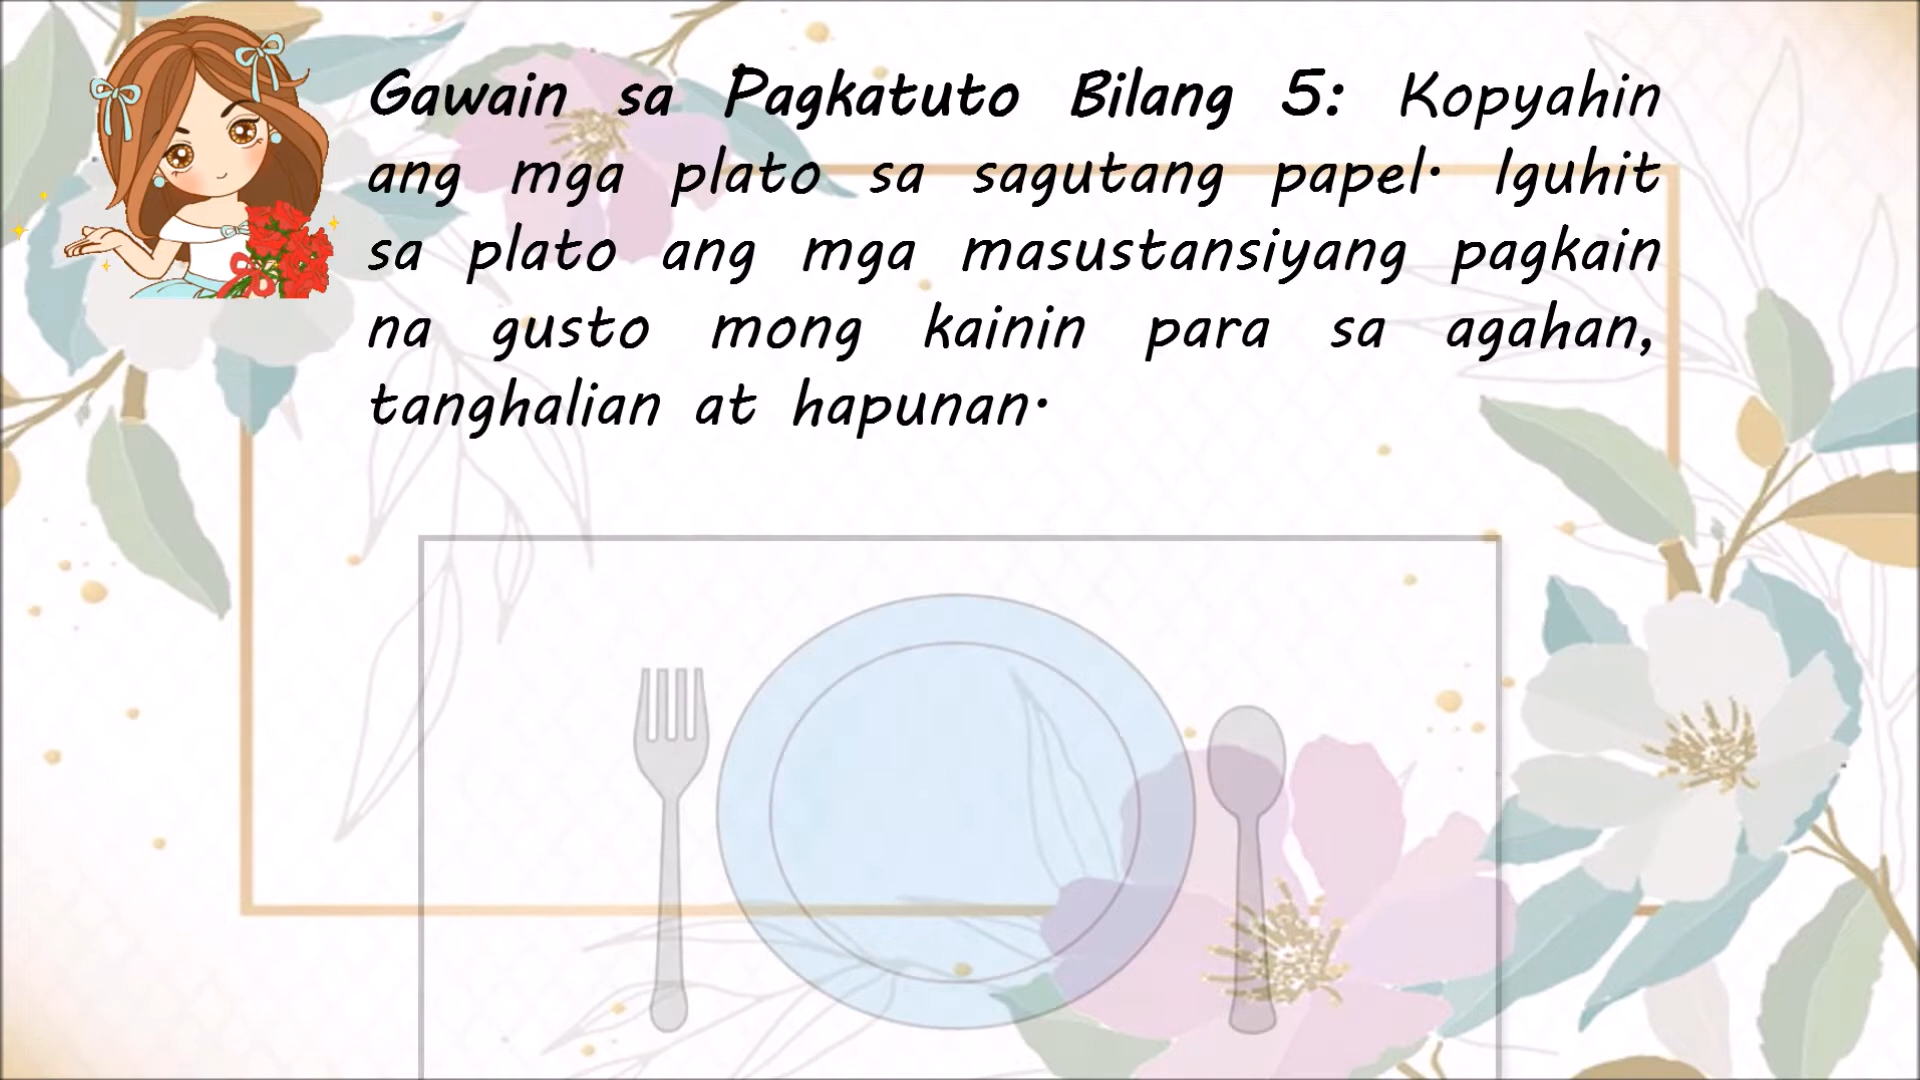 Gawain sa Pagkatuto Bilang 5: Kopyahin
ang mga plato sa sagutang papel. Iguhit
sa plato ang mga masustansiyang pagkain
na gusto mong kainin para sa agahan,
tanghalian at hapunan.